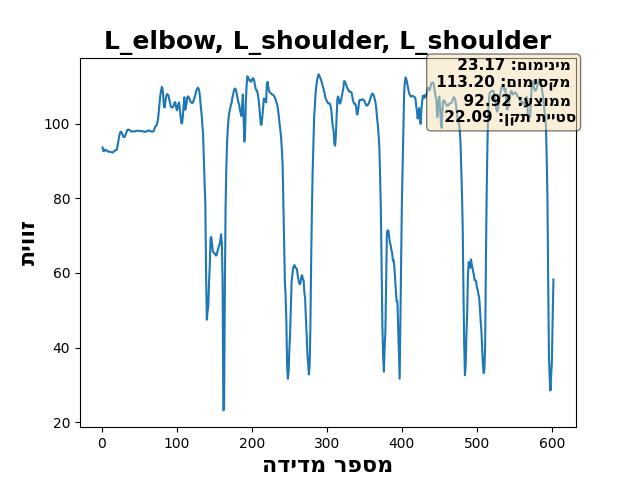 L_elbow, L_shoulder, L_shoulder
מינימום: 23.17
מקסימום: 113.20
ממוצע: 92.92
סטיית תקן: 22.09
זווית
100
80
60
40
20
0 100 200 300 400 500 600
מספר מדידה